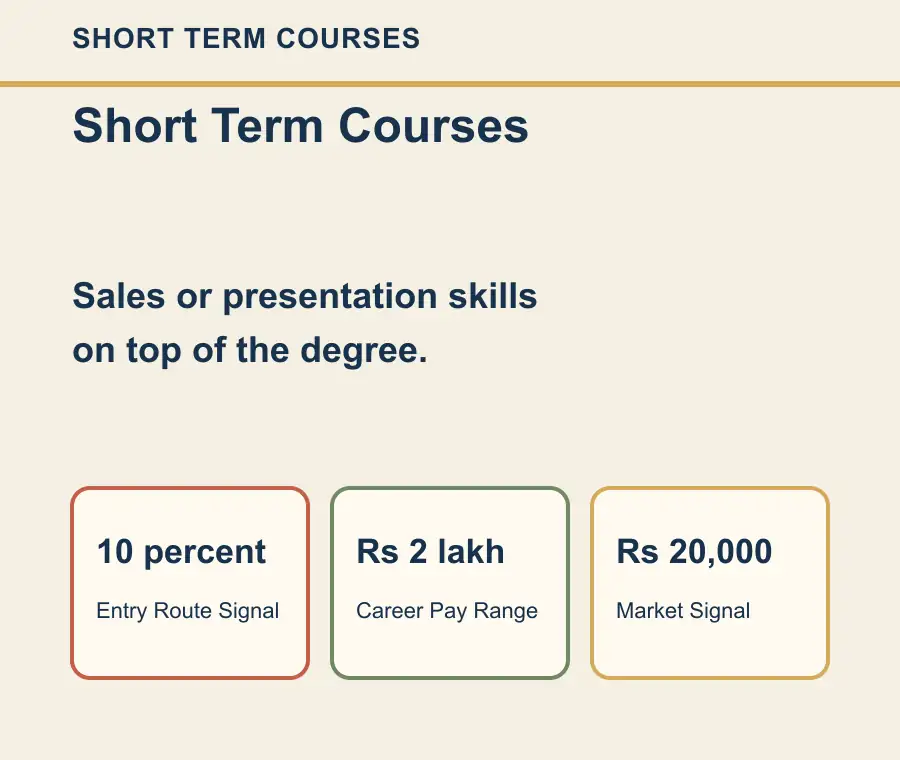 SHORT TERM COURSES
Short Term Courses
Sales or presentation skills
on top of the degree.
10 percent
Entry Route Signal
Rs 2 lakh
Career Pay Range
Rs 20,000
Market Signal